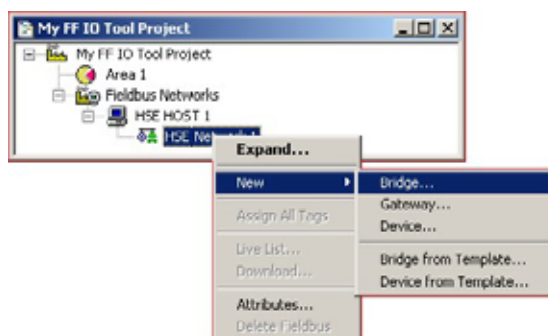 My FF IO Tool Project
My FF IO Tool Project
Area 1
Fieldbus Networks
HSE HOST 1
HSE Network 1
Expand...
New
Bridge...
Gateway...
Device...
Bridge from Template...
Device from Template...
Assign All Tags
Live List...
Download...
Attributes...
Delete Fieldbus